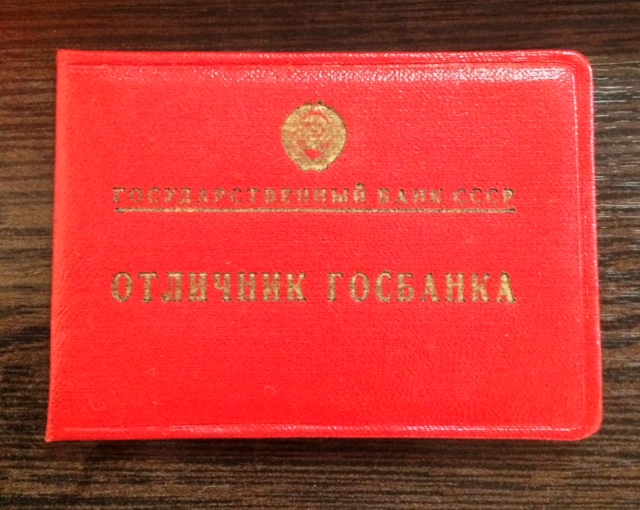 ГОСУДАРСТВЕННЫЙ БАНК СССР
ОТЛИЧНИК ГОСБАНКА